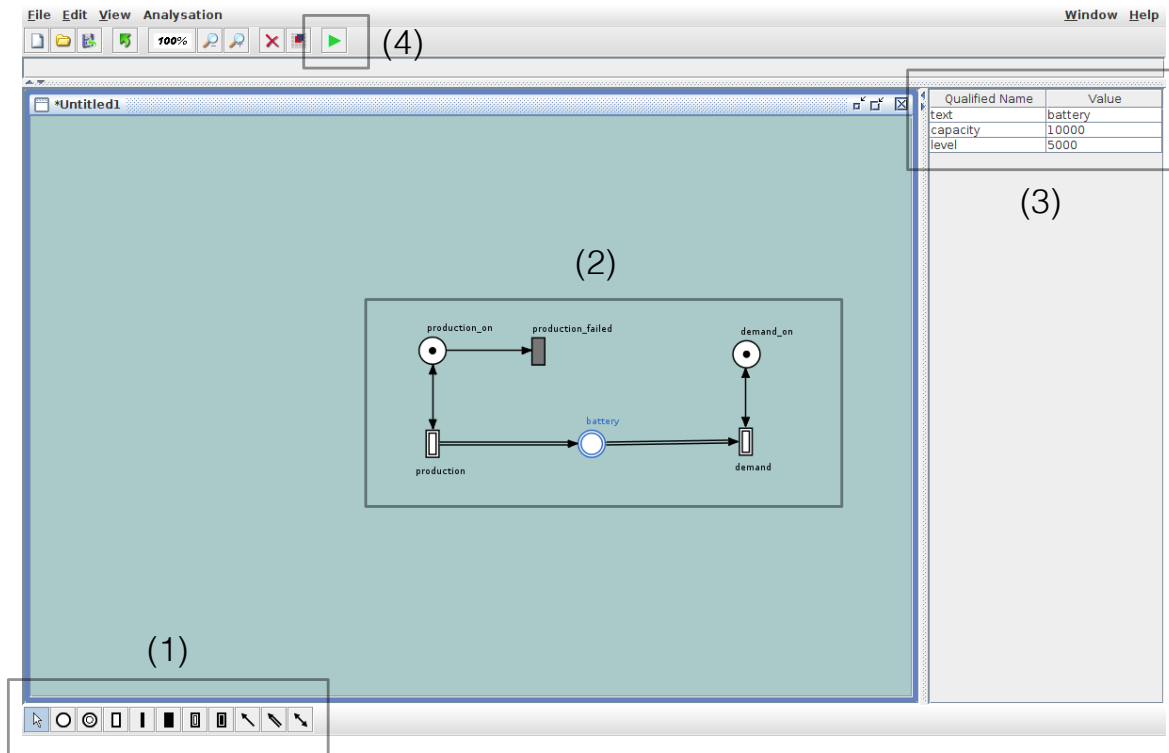 File Edit View Analysation Window Help
100% (4)
*Untitled1
Qualified Name Value
text battery
capacity 10000
level 5000
(3)
(2)
production_on production_failed demand_on
battery
production demand
(1)